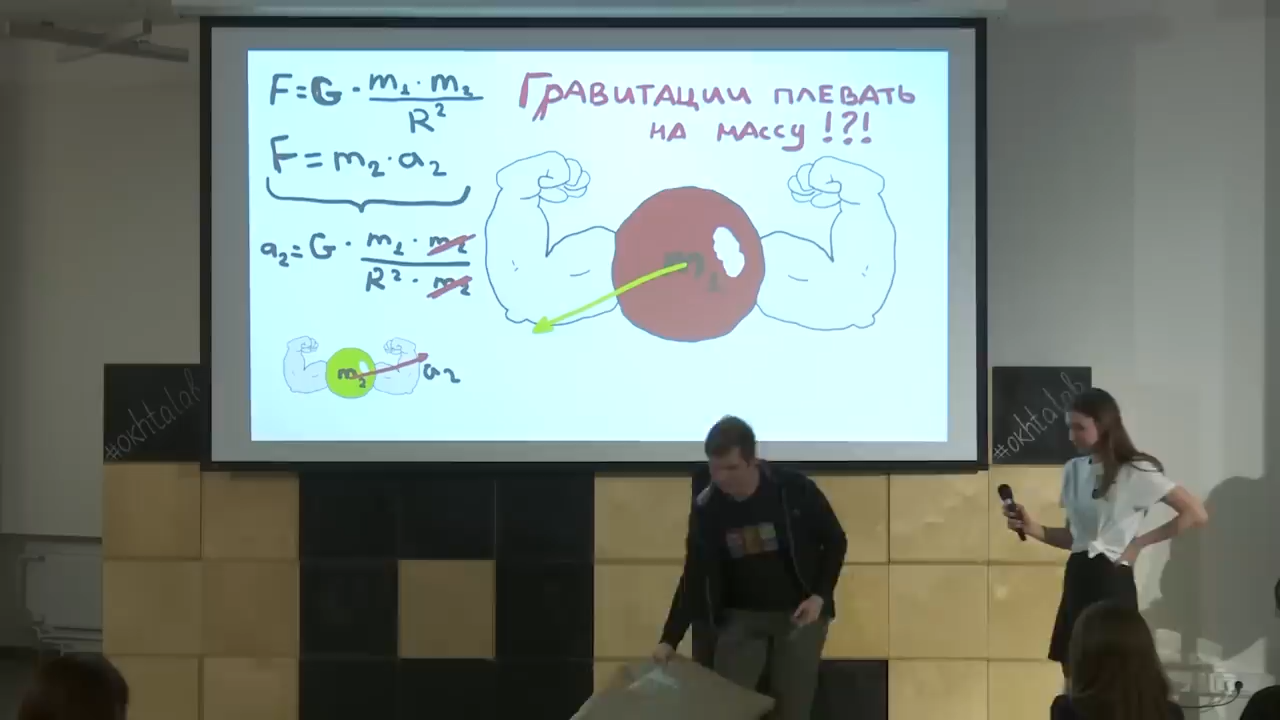 F=G·m₁·m₂/R²
F=m₂·a₂
a₂=G·m₁·m₂/R²·m₂
ГРАВИТАЦИИ ПЛЕВАТЬ
НА МАССУ!?!
m₁
m₂
a₂
#okhtalab
#okhtalab